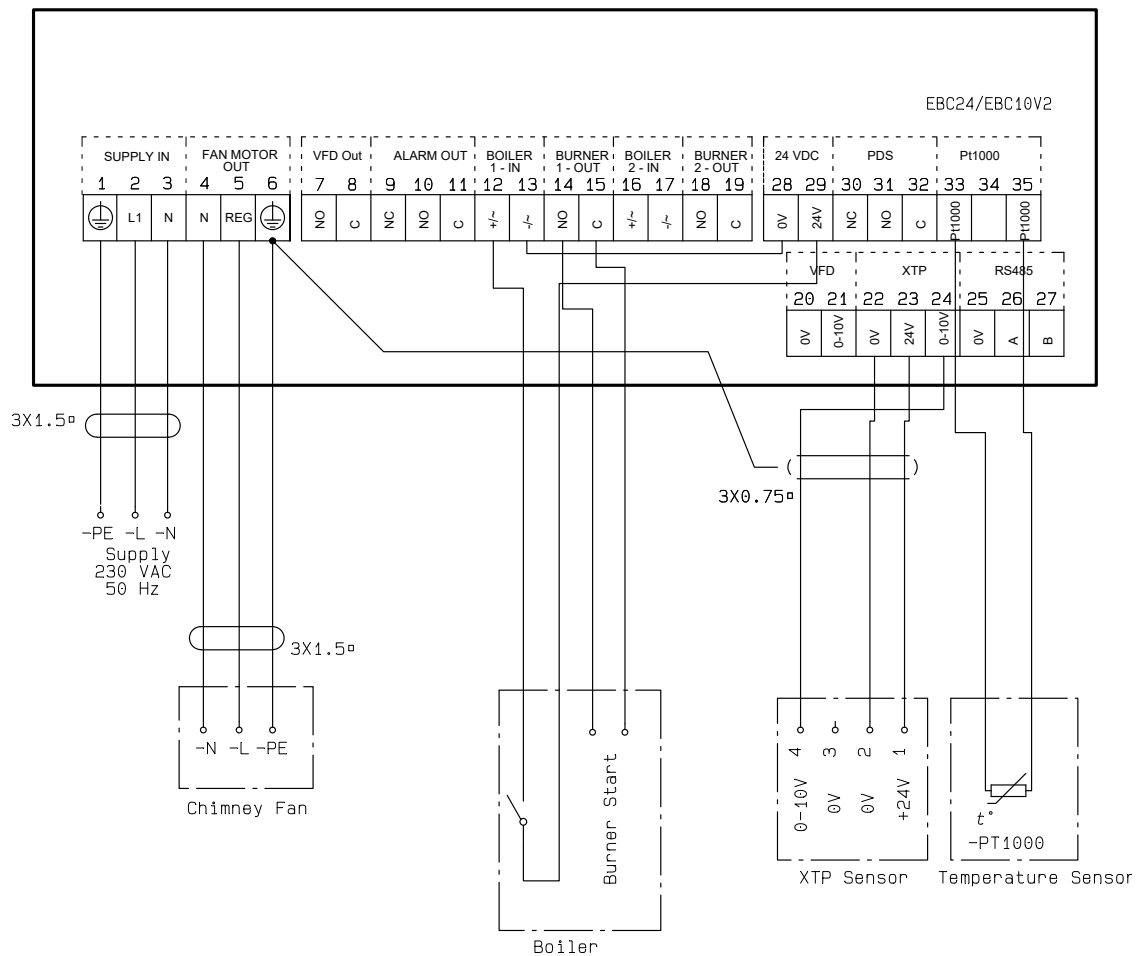 EBC24/EBC10V2
SUPPLY IN
FAN MOTOR
OUT
VFD Out
ALARM OUT
BOILER
1 - IN
BURNER
1 - OUT
BOILER
2 - IN
BURNER
2 - OUT
24 VDC
PDS
Pt1000
1 2 3 4 5 6 7 8 9 10 11 12 13 14 15 16 17 18 19 28 29 30 31 32 33 34 35
L1 N N REG NO C NC NO C +/~ -/~ NO C +/~ -/~ NO C 0V 24V NC NO C Pt1000 Pt1000
VFD XTP RS485
20 21 22 23 24 25 26 27
0V 0-10V 0V 24V 0-10V 0V A B
3X1.5▫
3X0.75▫
-PE -L -N
Supply
230 VAC
50 Hz
3X1.5▫
-N -L -PE
Chimney Fan
Burner Start
Boiler
4 3 2 1
0-10V 0V 0V +24V
XTP Sensor
t°
-PT1000
Temperature Sensor